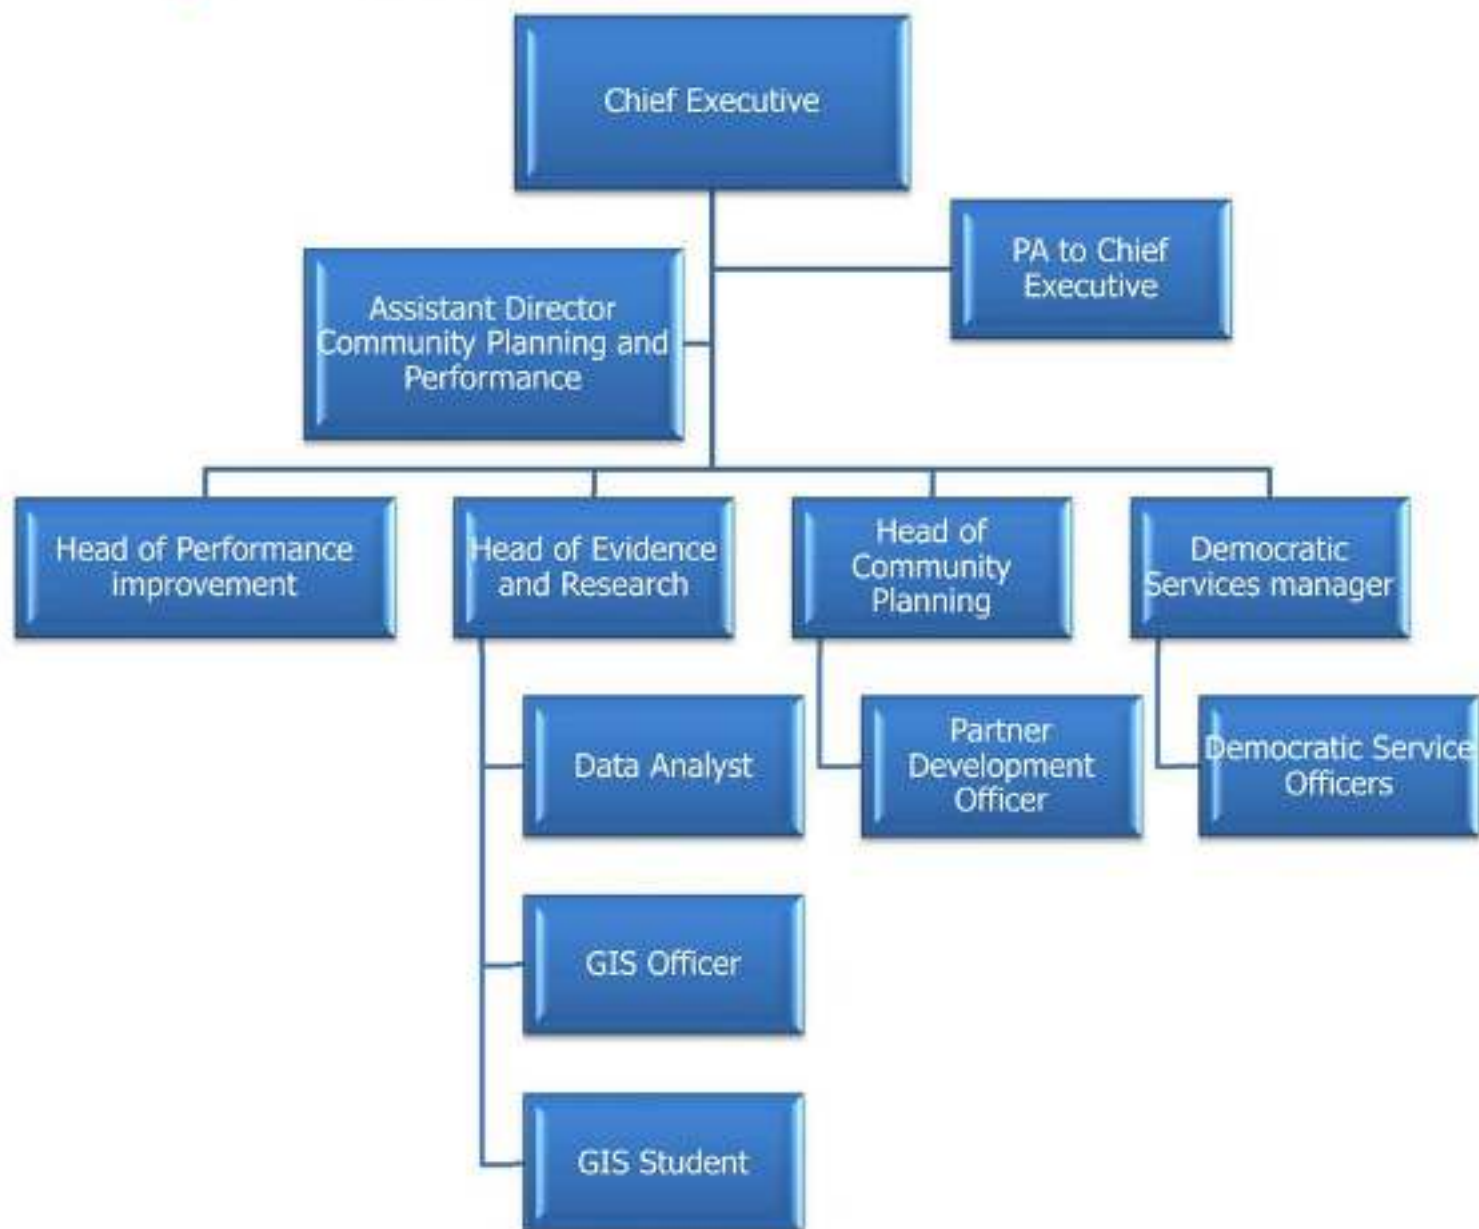 Chief Executive
PA to Chief
Executive
Assistant Director
Community Planning and
Performance
Head of Performance
improvement
Head of Evidence
and Research
Head of
Community
Planning
Democratic
Services manager
Data Analyst
Partner
Development
Officer
Democratic Service
Officers
GIS Officer
GIS Student